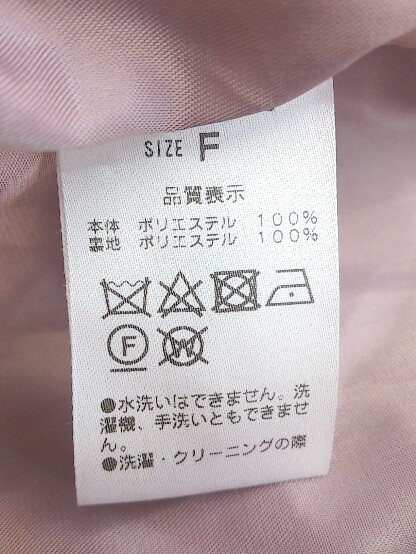 SIZE F
品質表示
本体 ポリエステル 100%
裏地 ポリエステル 100%
F W
●水洗いはできません。洗
濯機、手洗いともできませ
ん。
●洗濯・クリーニングの際